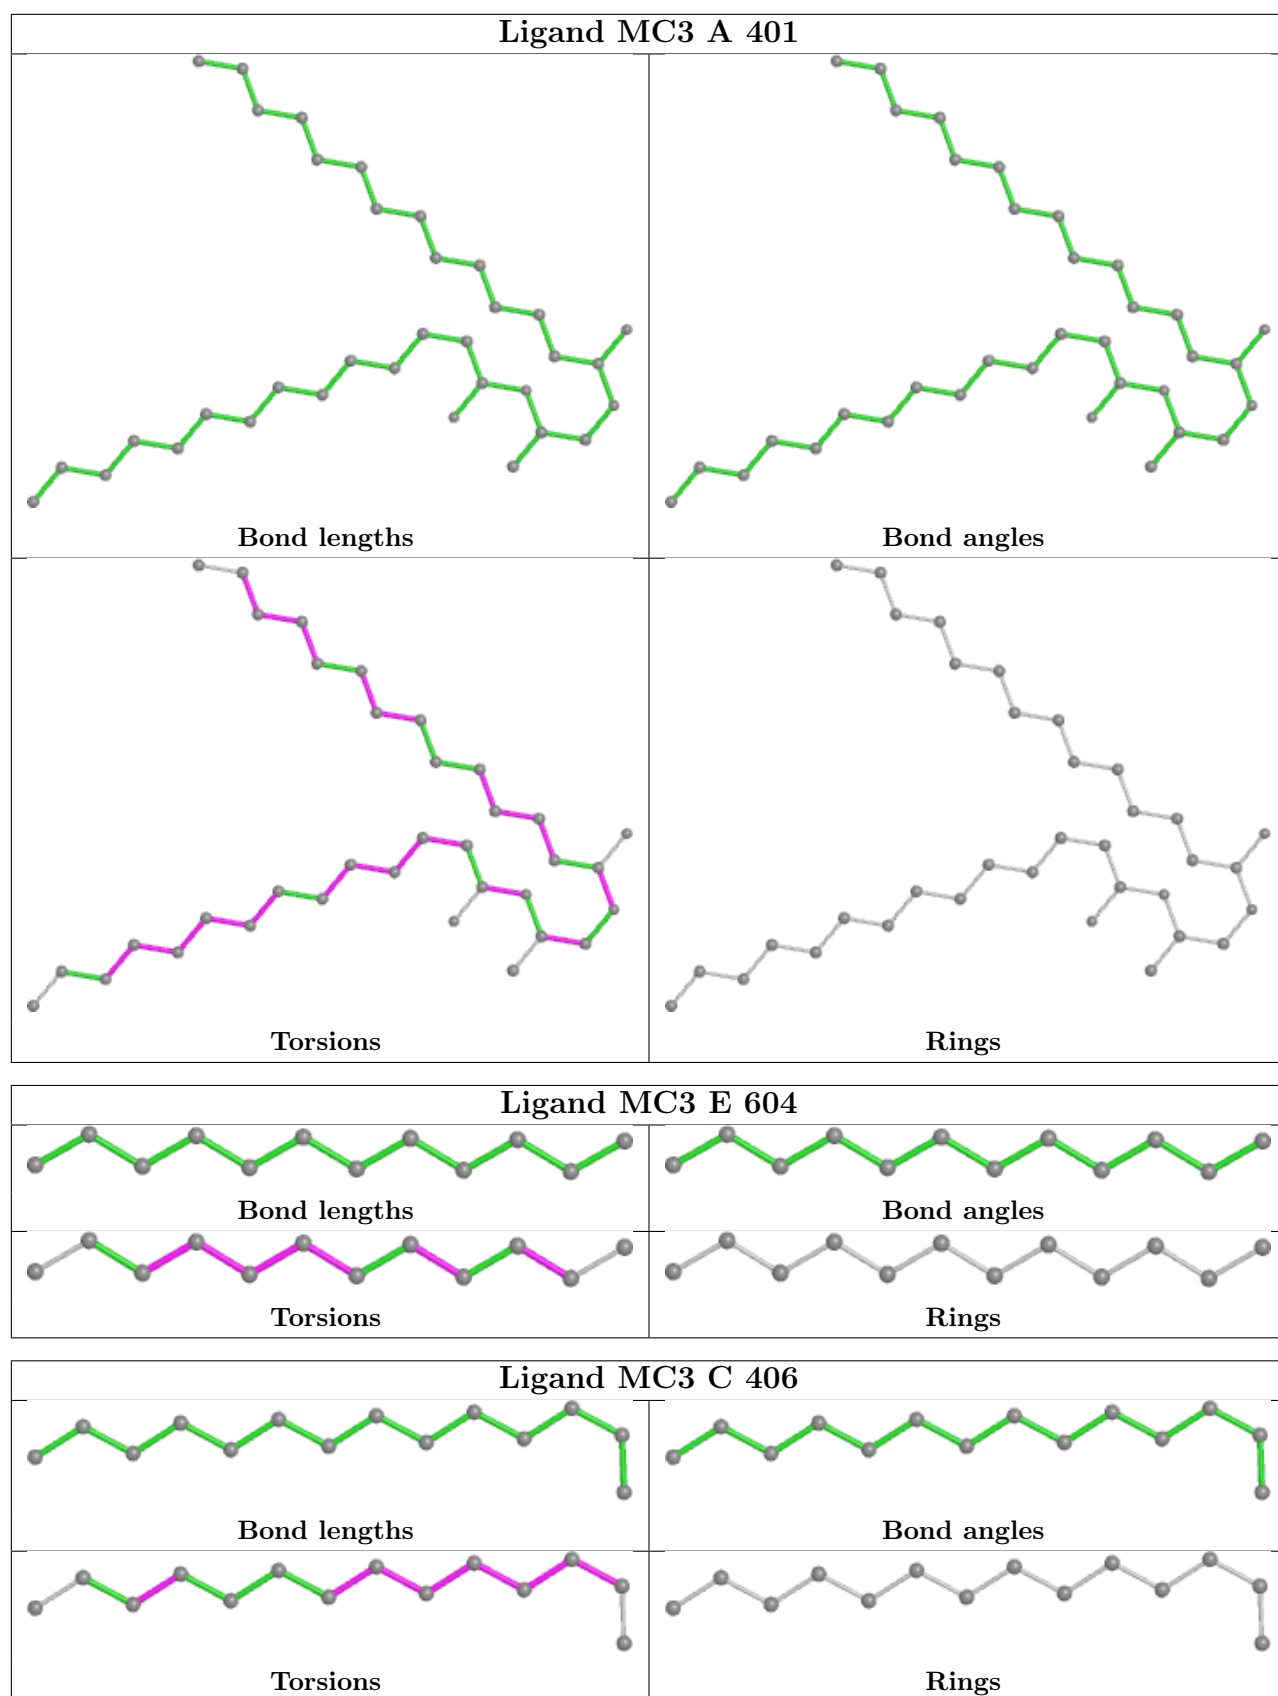 Ligand MC3 A 401
Bond lengths
Bond angles
Torsions
Rings
Ligand MC3 E 604
Bond lengths
Bond angles
Torsions
Rings
Ligand MC3 C 406
Bond lengths
Bond angles
Torsions
Rings